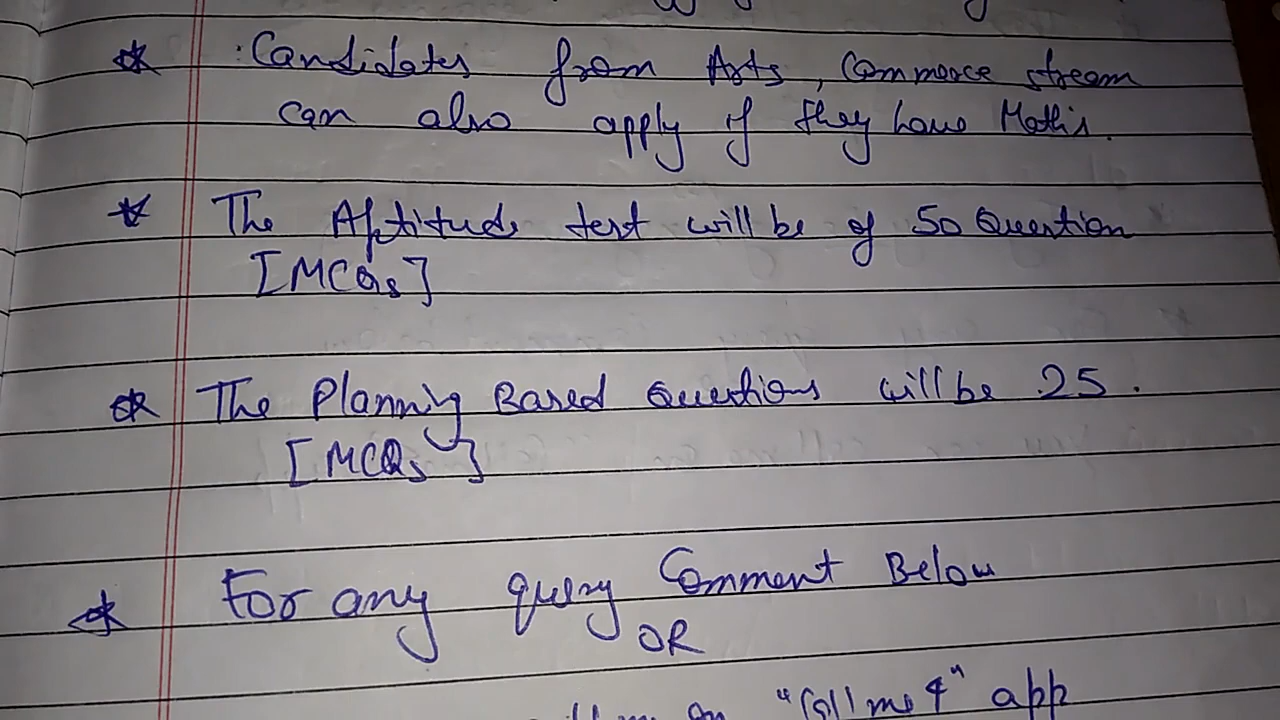 Candidates from Arts, Commerce stream
can also apply if they have Maths.
The Aptitude test will be of 50 Question
[MCQs]
The Planning Based Questions will be 25.
[MCQs]
For any query Comment Below
OR
on "Call me 4" app